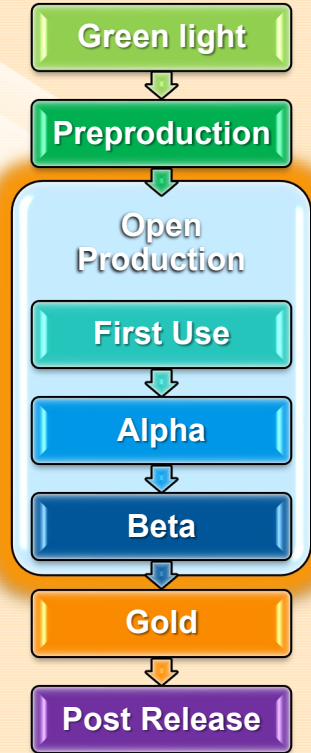 Green light
Preproduction
Open
Production
First Use
Alpha
Beta
Gold
Post Release